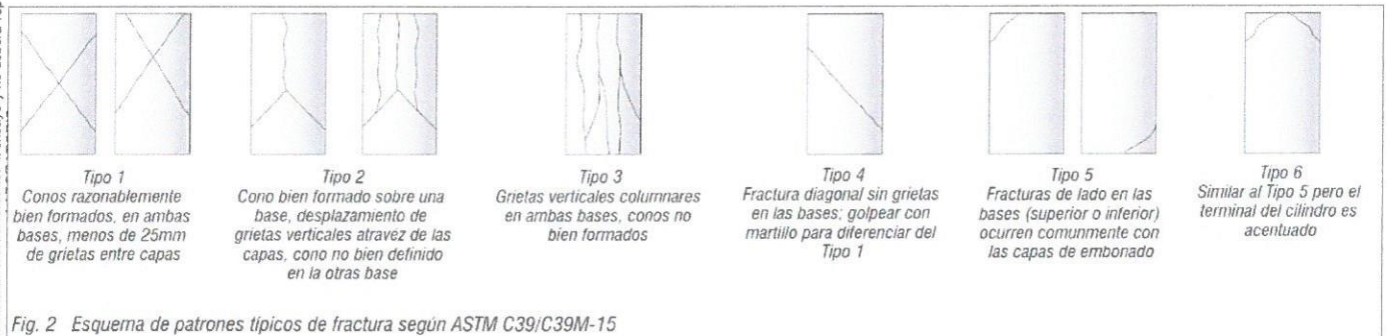 Tipo 1
Conos razonablemente
bien formados, en ambas
bases, menos de 25mm
de grietas entre capas
Tipo 2
Cono bien formado sobre una
base, desplazamiento de
grietas verticales atravez de las
capas, cono no bien definido
en la otras base
Tipo 3
Grietas verticales columnares
en ambas bases, conos no
bien formados
Tipo 4
Fractura diagonal sin grietas
en las bases; golpear con
martillo para diferenciar del
Tipo 1
Tipo 5
Fracturas de lado en las
bases (superior o inferior)
ocurren comunmente con
las capas de embonado
Tipo 6
Similar al Tipo 5 pero el
terminal del cilindro es
acentuado
Fig. 2 Esquema de patrones típicos de fractura según ASTM C39/C39M-15